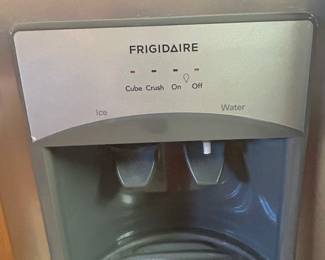 FRIGIDAIRE
Cube Crush On Off
Ice Water